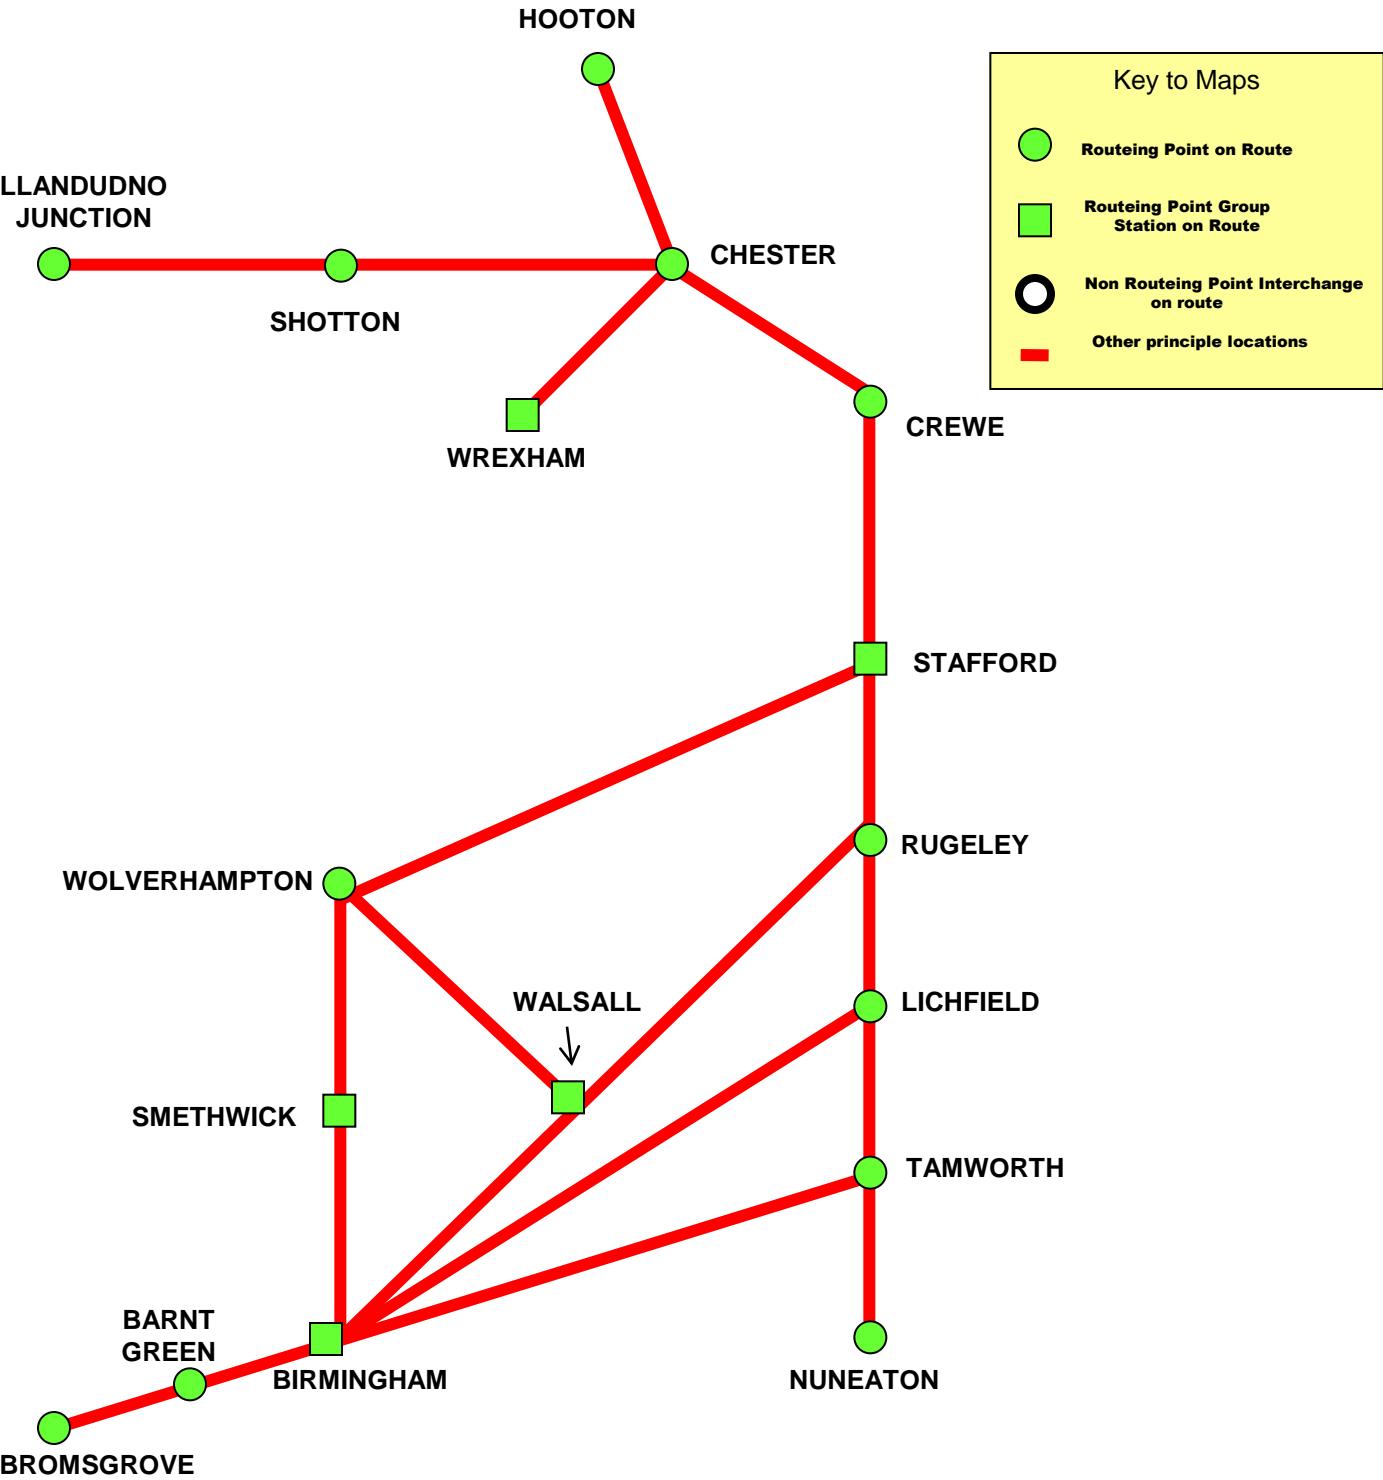 HOOTON
Key to Maps
Routeing Point on Route
Routeing Point Group
Station on Route
Non Routeing Point Interchange
on route
Other principle locations
LLANDUDNO
JUNCTION
CHESTER
SHOTTON
CREWE
WREXHAM
STAFFORD
RUGELEY
WOLVERHAMPTON
WALSALL
LICHFIELD
SMETHWICK
TAMWORTH
BARNT
GREEN
BIRMINGHAM
NUNEATON
BROMSGROVE